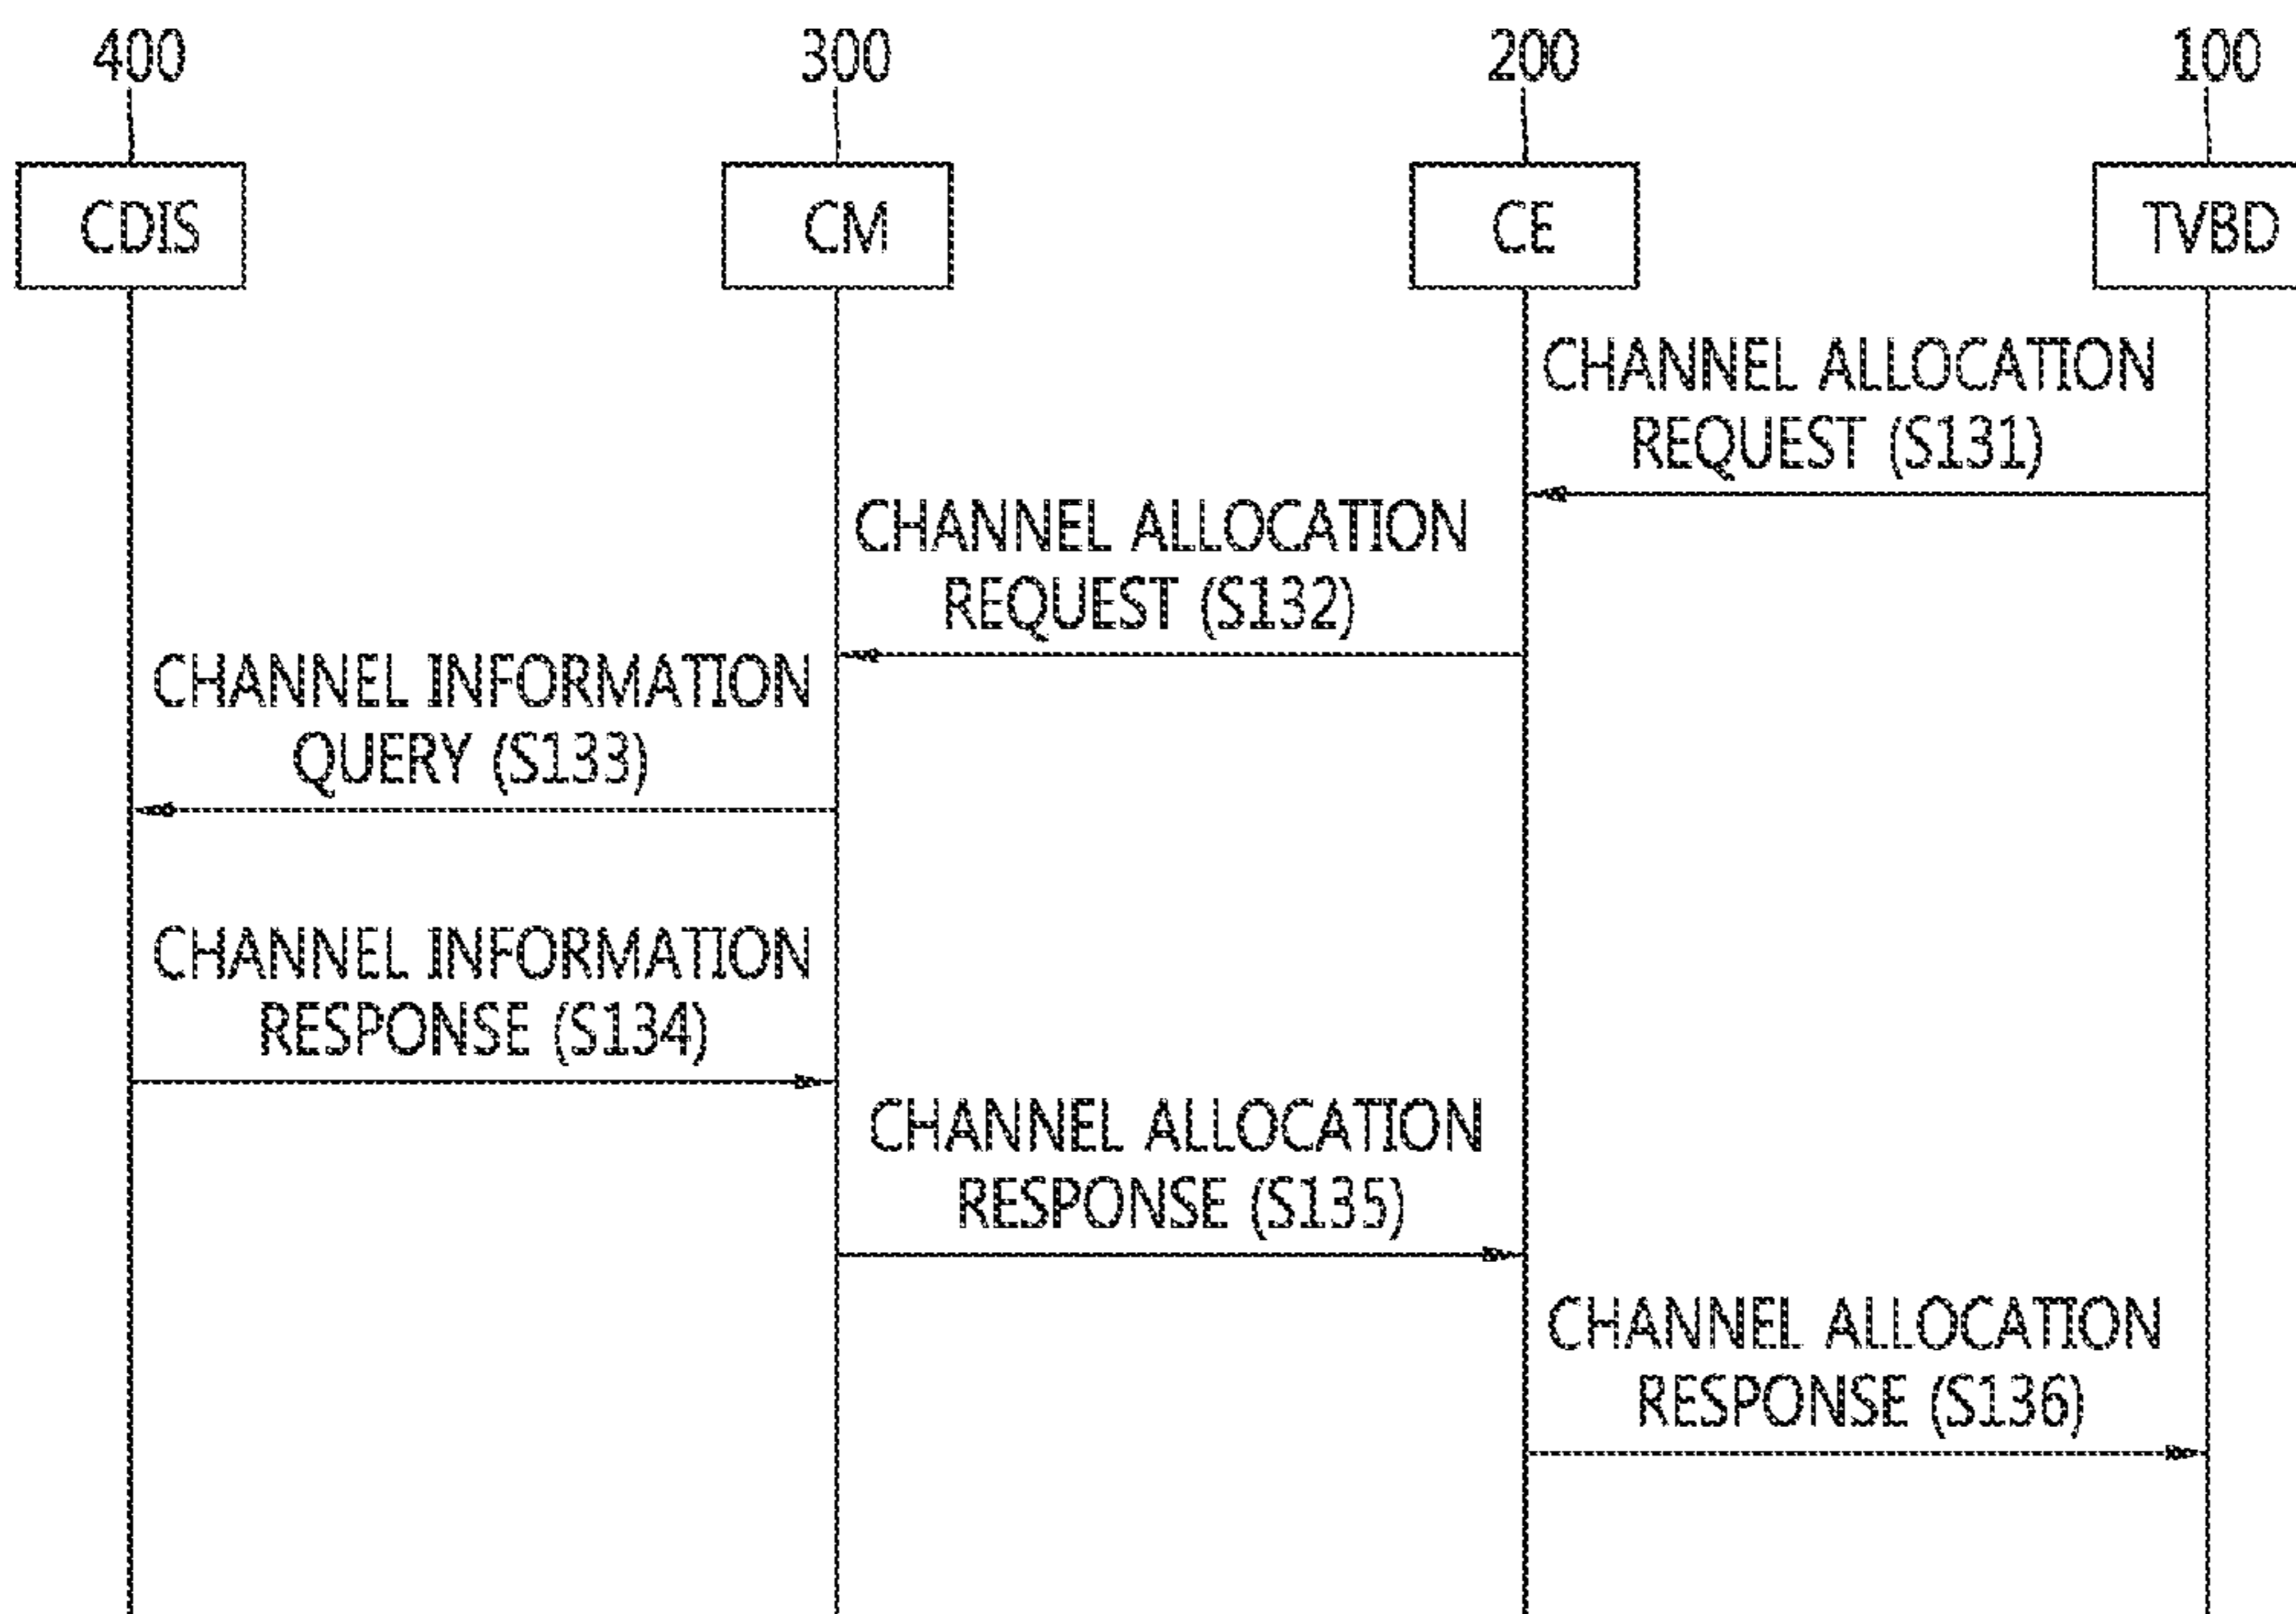 400 300 200 100
CDIS CM CE TVBD
CHANNEL ALLOCATION
REQUEST (S131)
CHANNEL ALLOCATION
REQUEST (S132)
CHANNEL INFORMATION
QUERY (S133)
CHANNEL INFORMATION
RESPONSE (S134)
CHANNEL ALLOCATION
RESPONSE (S135)
CHANNEL ALLOCATION
RESPONSE (S136)